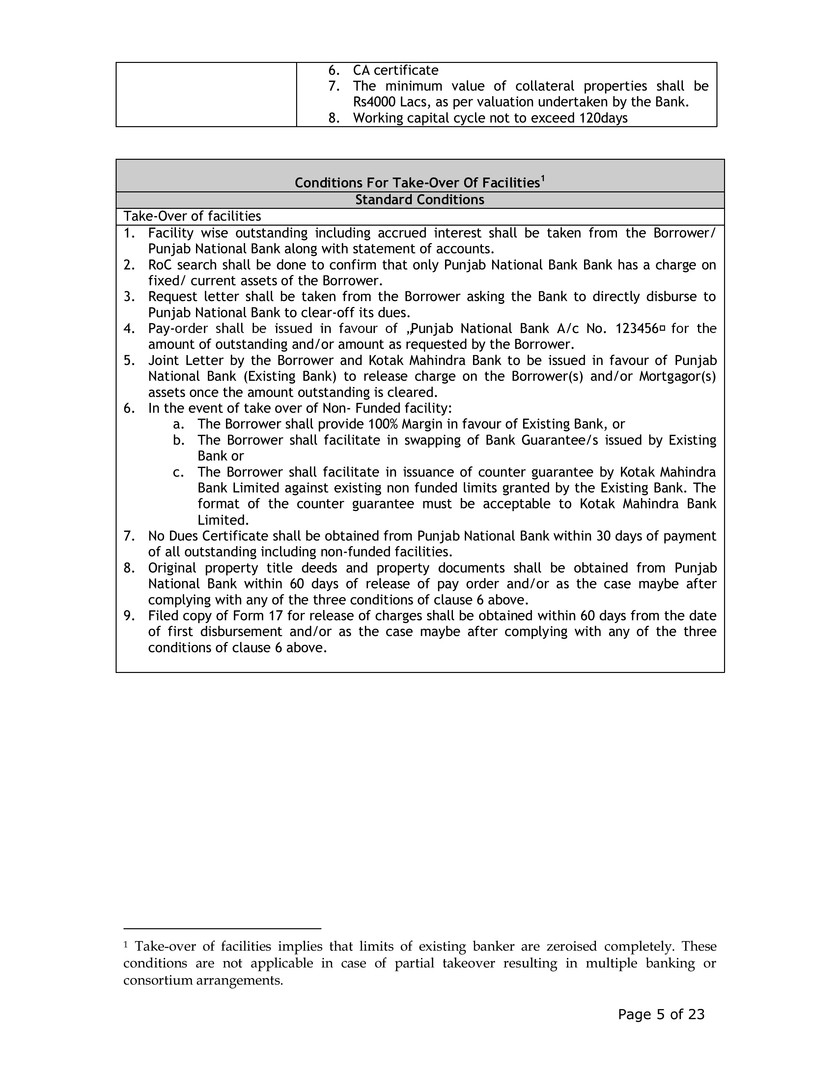 6. CA certificate
7. The minimum value of collateral properties shall be
Rs4000 Lacs, as per valuation undertaken by the Bank.
8. Working capital cycle not to exceed 120days
Conditions For Take-Over Of Facilities1
Standard Conditions
Take-Over of facilities
1. Facility wise outstanding including accrued interest shall be taken from the Borrower/
Punjab National Bank along with statement of accounts.
2. RoC search shall be done to confirm that only Punjab National Bank Bank has a charge on
fixed/ current assets of the Borrower.
3. Request letter shall be taken from the Borrower asking the Bank to directly disburse to
Punjab National Bank to clear-off its dues.
4. Pay-order shall be issued in favour of „Punjab National Bank A/c No. 123456¤ for the
amount of outstanding and/or amount as requested by the Borrower.
5. Joint Letter by the Borrower and Kotak Mahindra Bank to be issued in favour of Punjab
National Bank (Existing Bank) to release charge on the Borrower(s) and/or Mortgagor(s)
assets once the amount outstanding is cleared.
6. In the event of take over of Non- Funded facility:
a. The Borrower shall provide 100% Margin in favour of Existing Bank, or
b. The Borrower shall facilitate in swapping of Bank Guarantee/s issued by Existing
Bank or
c. The Borrower shall facilitate in issuance of counter guarantee by Kotak Mahindra
Bank Limited against existing non funded limits granted by the Existing Bank. The
format of the counter guarantee must be acceptable to Kotak Mahindra Bank
Limited.
7. No Dues Certificate shall be obtained from Punjab National Bank within 30 days of payment
of all outstanding including non-funded facilities.
8. Original property title deeds and property documents shall be obtained from Punjab
National Bank within 60 days of release of pay order and/or as the case maybe after
complying with any of the three conditions of clause 6 above.
9. Filed copy of Form 17 for release of charges shall be obtained within 60 days from the date
of first disbursement and/or as the case maybe after complying with any of the three
conditions of clause 6 above.
1 Take-over of facilities implies that limits of existing banker are zeroised completely. These
conditions are not applicable in case of partial takeover resulting in multiple banking or
consortium arrangements.
Page 5 of 23